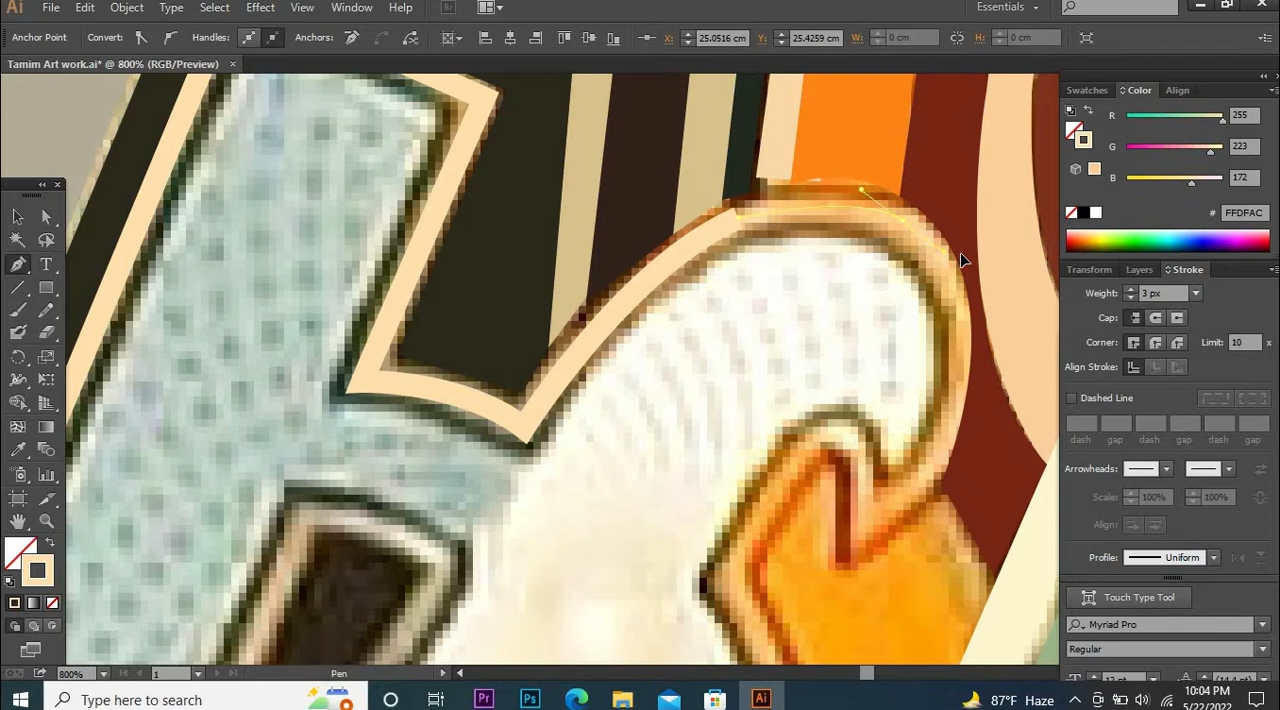 Ai File Edit Object Type Select Effect View Window Help Br Essentials
Anchor Point Convert: Handles: Anchors: X: 25.0516 cm Y: 25.4259 cm W: 0 cm H: 0 cm
Tamim Art work.ai* @ 800% (RGB/Preview) ×
Swatches Color Align
R 255
G 223
B 172
# FFDFAC
Transform Layers Stroke
Weight: 3 px
Cap:
Corner: Limit: 10 x
Align Stroke:
Dashed Line
dash gap dash gap dash gap
Arrowheads:
Scale: 100% 100%
Align:
Profile: Uniform
Touch Type Tool
Myriad Pro
Regular
800% 1 Pen
Type here to search Pr Ps Ai 87°F Haze 10:04 PM
5/22/2022